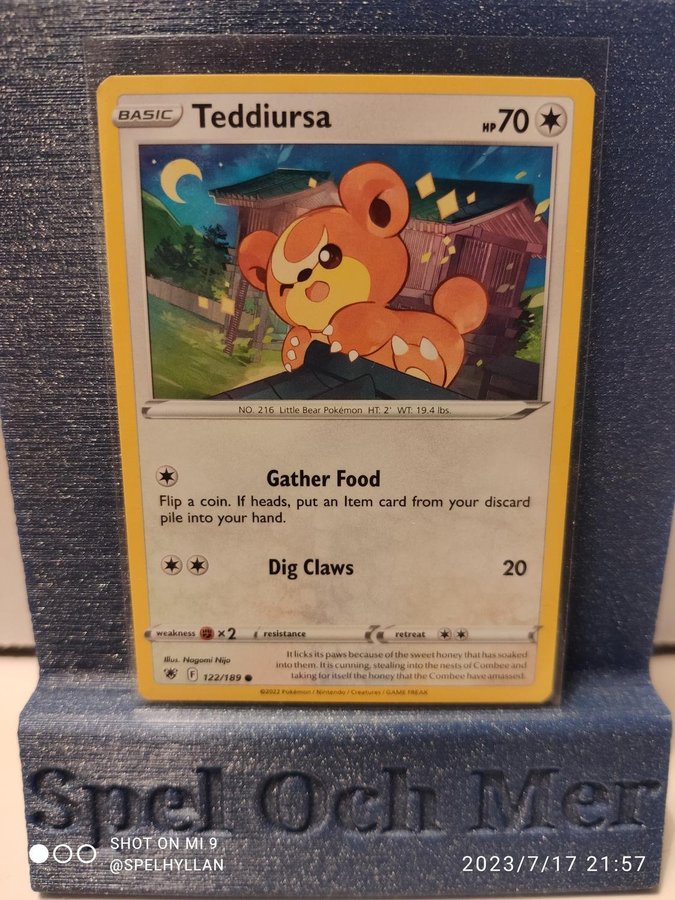 BASIC Teddiursa HP70
NO. 216 Little Bear Pokémon HT: 2' WT: 19.4 lbs.
Gather Food
Flip a coin. If heads, put an Item card from your discard
pile into your hand.
Dig Claws 20
weakness ×2 resistance retreat
Illus. Nagomi Nijo
F 122/189
It licks its paws because of the sweet honey that has soaked
into them. It is cunning, stealing into the nests of Combee and
taking for itself the honey that the Combee have amassed.
©2022 Pokémon / Nintendo / Creatures / GAME FREAK
Spel Och Mer
SHOT ON MI 9
@SPELHYLLAN
2023/7/17 21:57